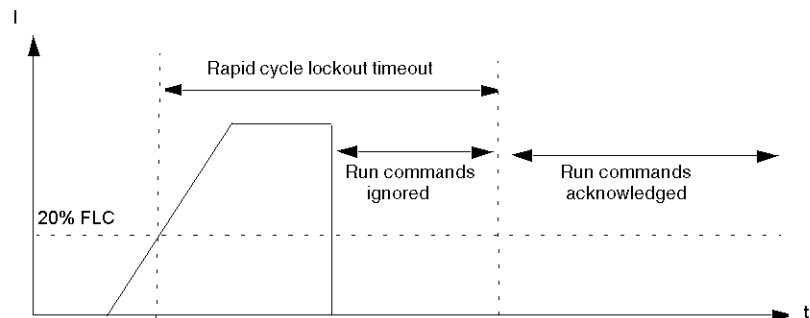 I
Rapid cycle lockout timeout
Run commands
ignored
Run commands
acknowledged
20% FLC
t